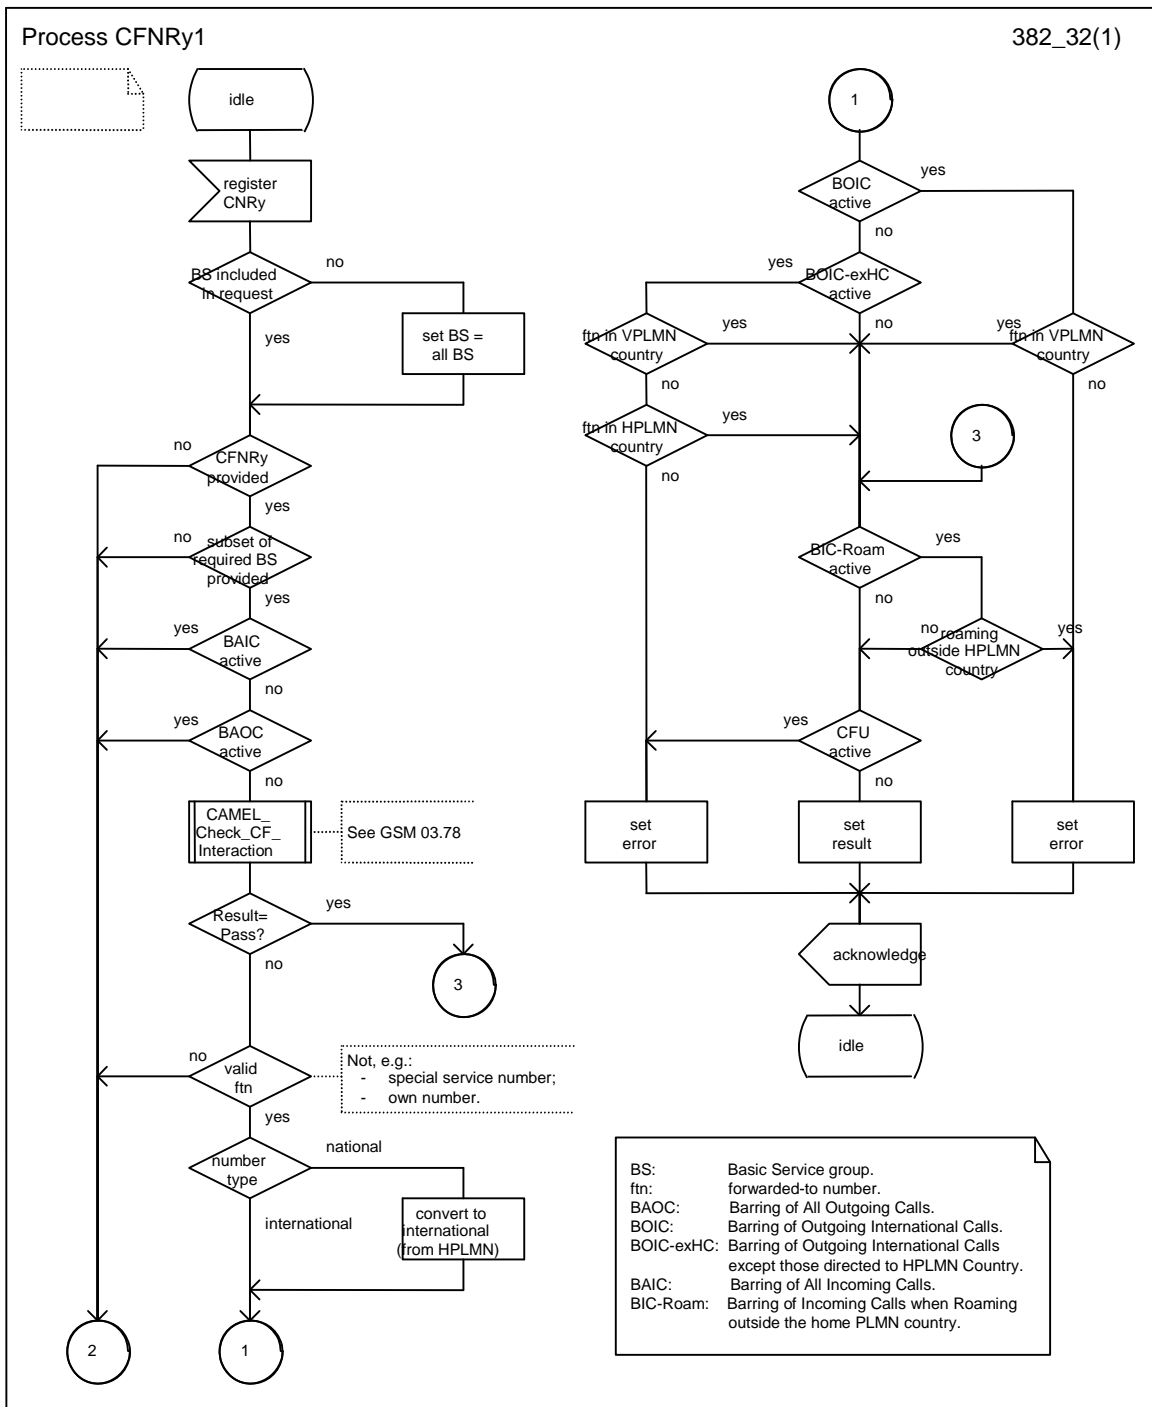 Process CFNRy1
382_32(1)
idle
register
CNRy
BS included
in request
no
yes
set BS =
all BS
no
CFNRy
provided
yes
no
subset of
required BS
provided
yes
yes
BAIC
active
no
yes
BAOC
active
no
CAMEL_
Check_CF_
Interaction
See GSM 03.78
Result=
Pass?
yes
no
3
no
valid
ftn
yes
Not, e.g.:
- special service number;
- own number.
number
type
national
international
convert to
international
(from HPLMN)
2
1
1
BOIC
active
yes
no
yes
BOIC-exHC
active
no
ftn in VPLMN
country
yes
no
yes
ftn in VPLMN
country
no
ftn in HPLMN
country
yes
no
3
BIC-Roam
active
yes
no
no
roaming
outside HPLMN
country
yes
yes
CFU
active
no
set
error
set
result
set
error
acknowledge
idle
BS: Basic Service group.
ftn: forwarded-to number.
BAOC: Barring of All Outgoing Calls.
BOIC: Barring of Outgoing International Calls.
BOIC-exHC: Barring of Outgoing International Calls
except those directed to HPLMN Country.
BAIC: Barring of All Incoming Calls.
BIC-Roam: Barring of Incoming Calls when Roaming
outside the home PLMN country.